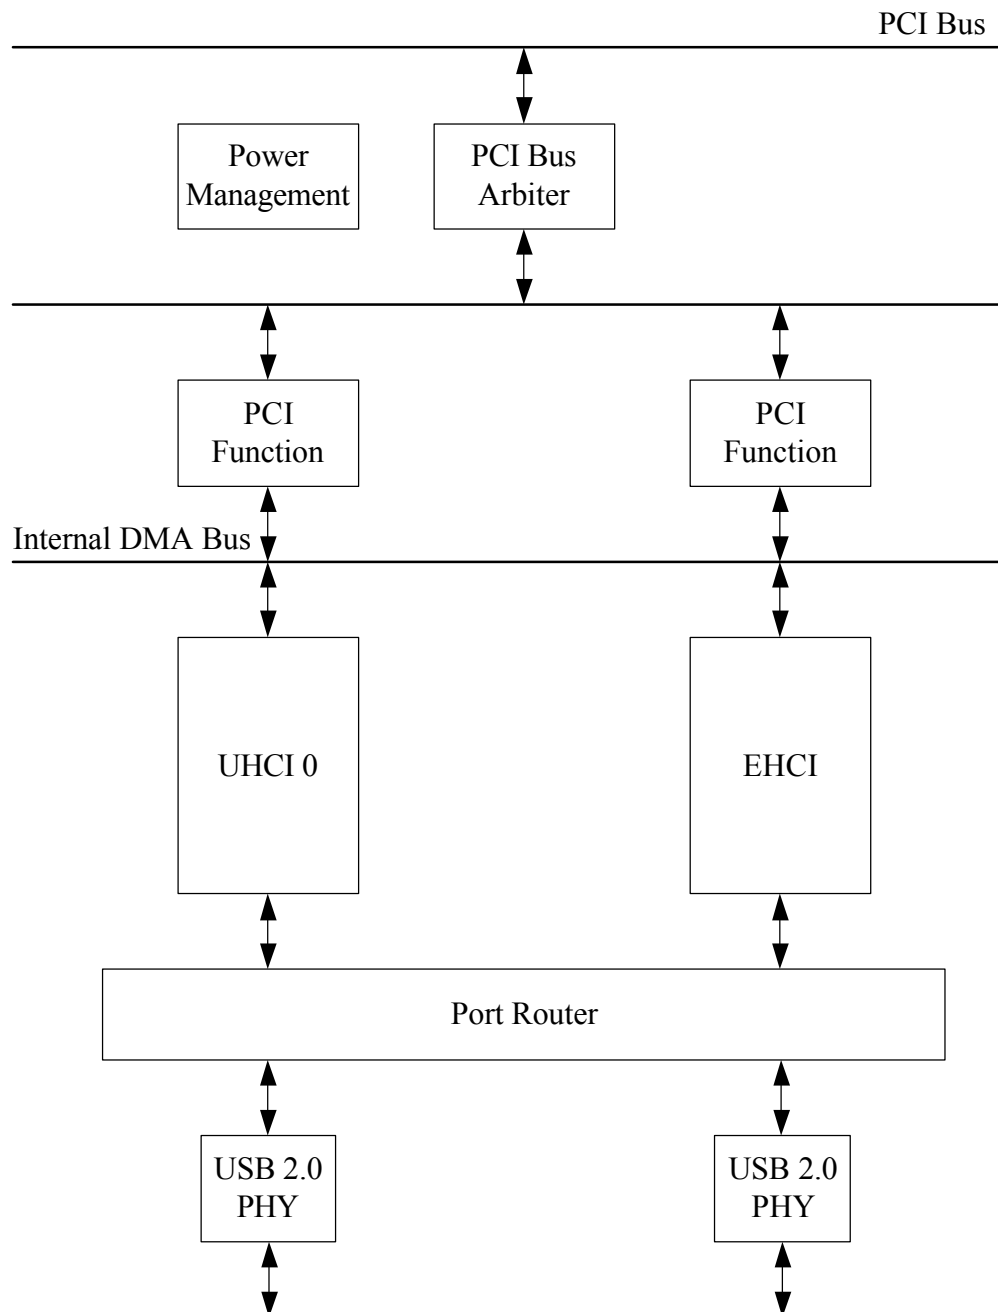 PCI Bus
Power
Management
PCI Bus
Arbiter
PCI
Function
PCI
Function
Internal DMA Bus
UHCI 0
EHCI
Port Router
USB 2.0
PHY
USB 2.0
PHY